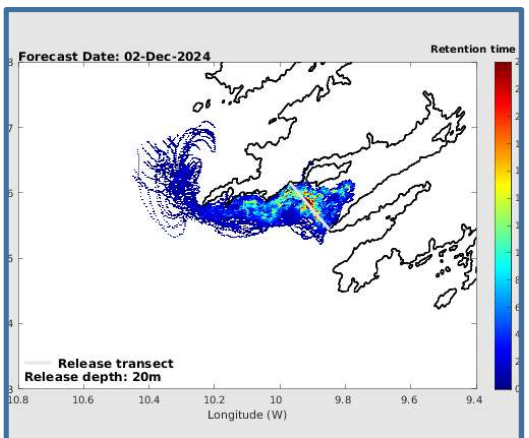 Retention time
Forecast Date: 02-Dec-2024
Release transect
Release depth: 20m
10.8 10.6 10.4 10.2 10 9.8 9.6 9.4
Longitude (W)